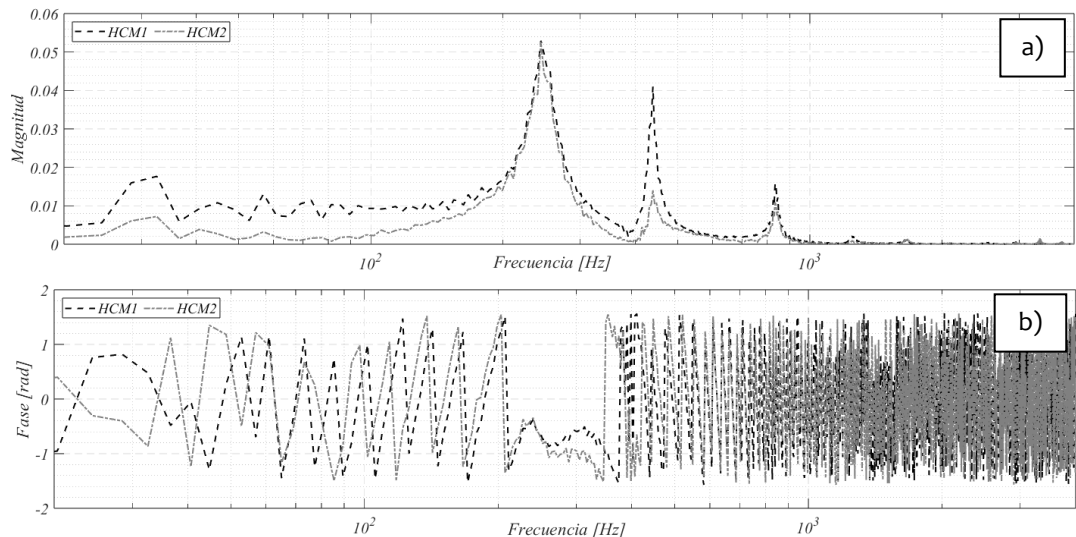 0.06
0.05
0.04
0.03
0.02
0.01
0
Magnitud
HCM1 HCM2
a)
10²
10³
Frecuencia [Hz]
2
1
0
-1
-2
Fase [rad]
HCM1 HCM2
b)
10²
10³
Frecuencia [Hz]